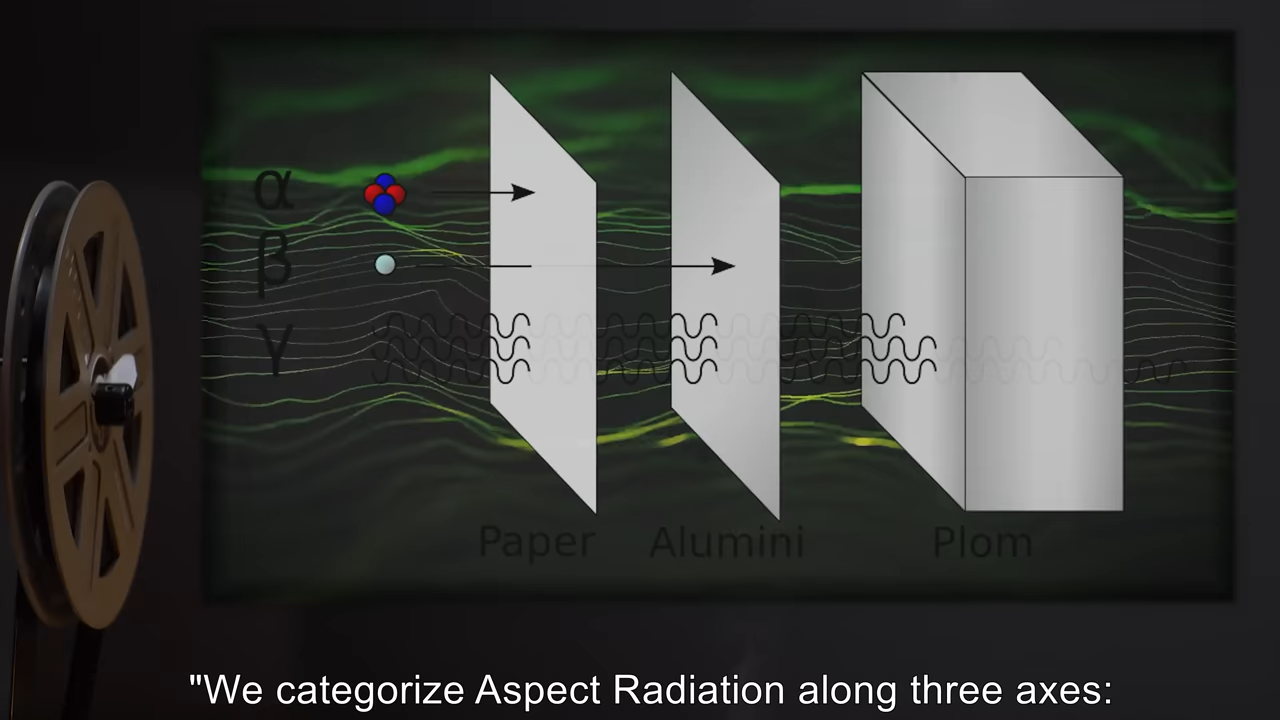 α
β
γ
Paper Alumini Plom
"We categorize Aspect Radiation along three axes: